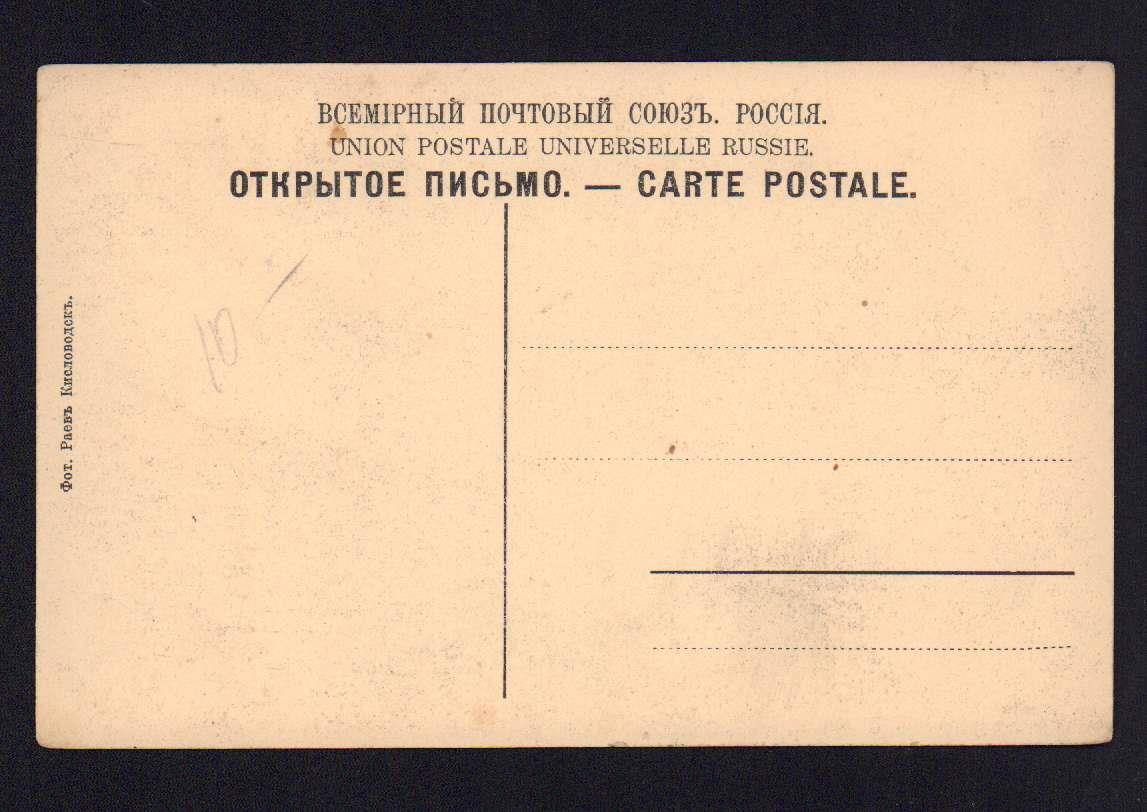 ВСЕМІРНЫЙ ПОЧТОВЫЙ СОЮЗЪ. РОССІЯ.
UNION POSTALE UNIVERSELLE RUSSIE.
ОТКРЫТОЕ ПИСЬМО. — CARTE POSTALE.
Фот. Раевъ Кисловодскъ.
10 —